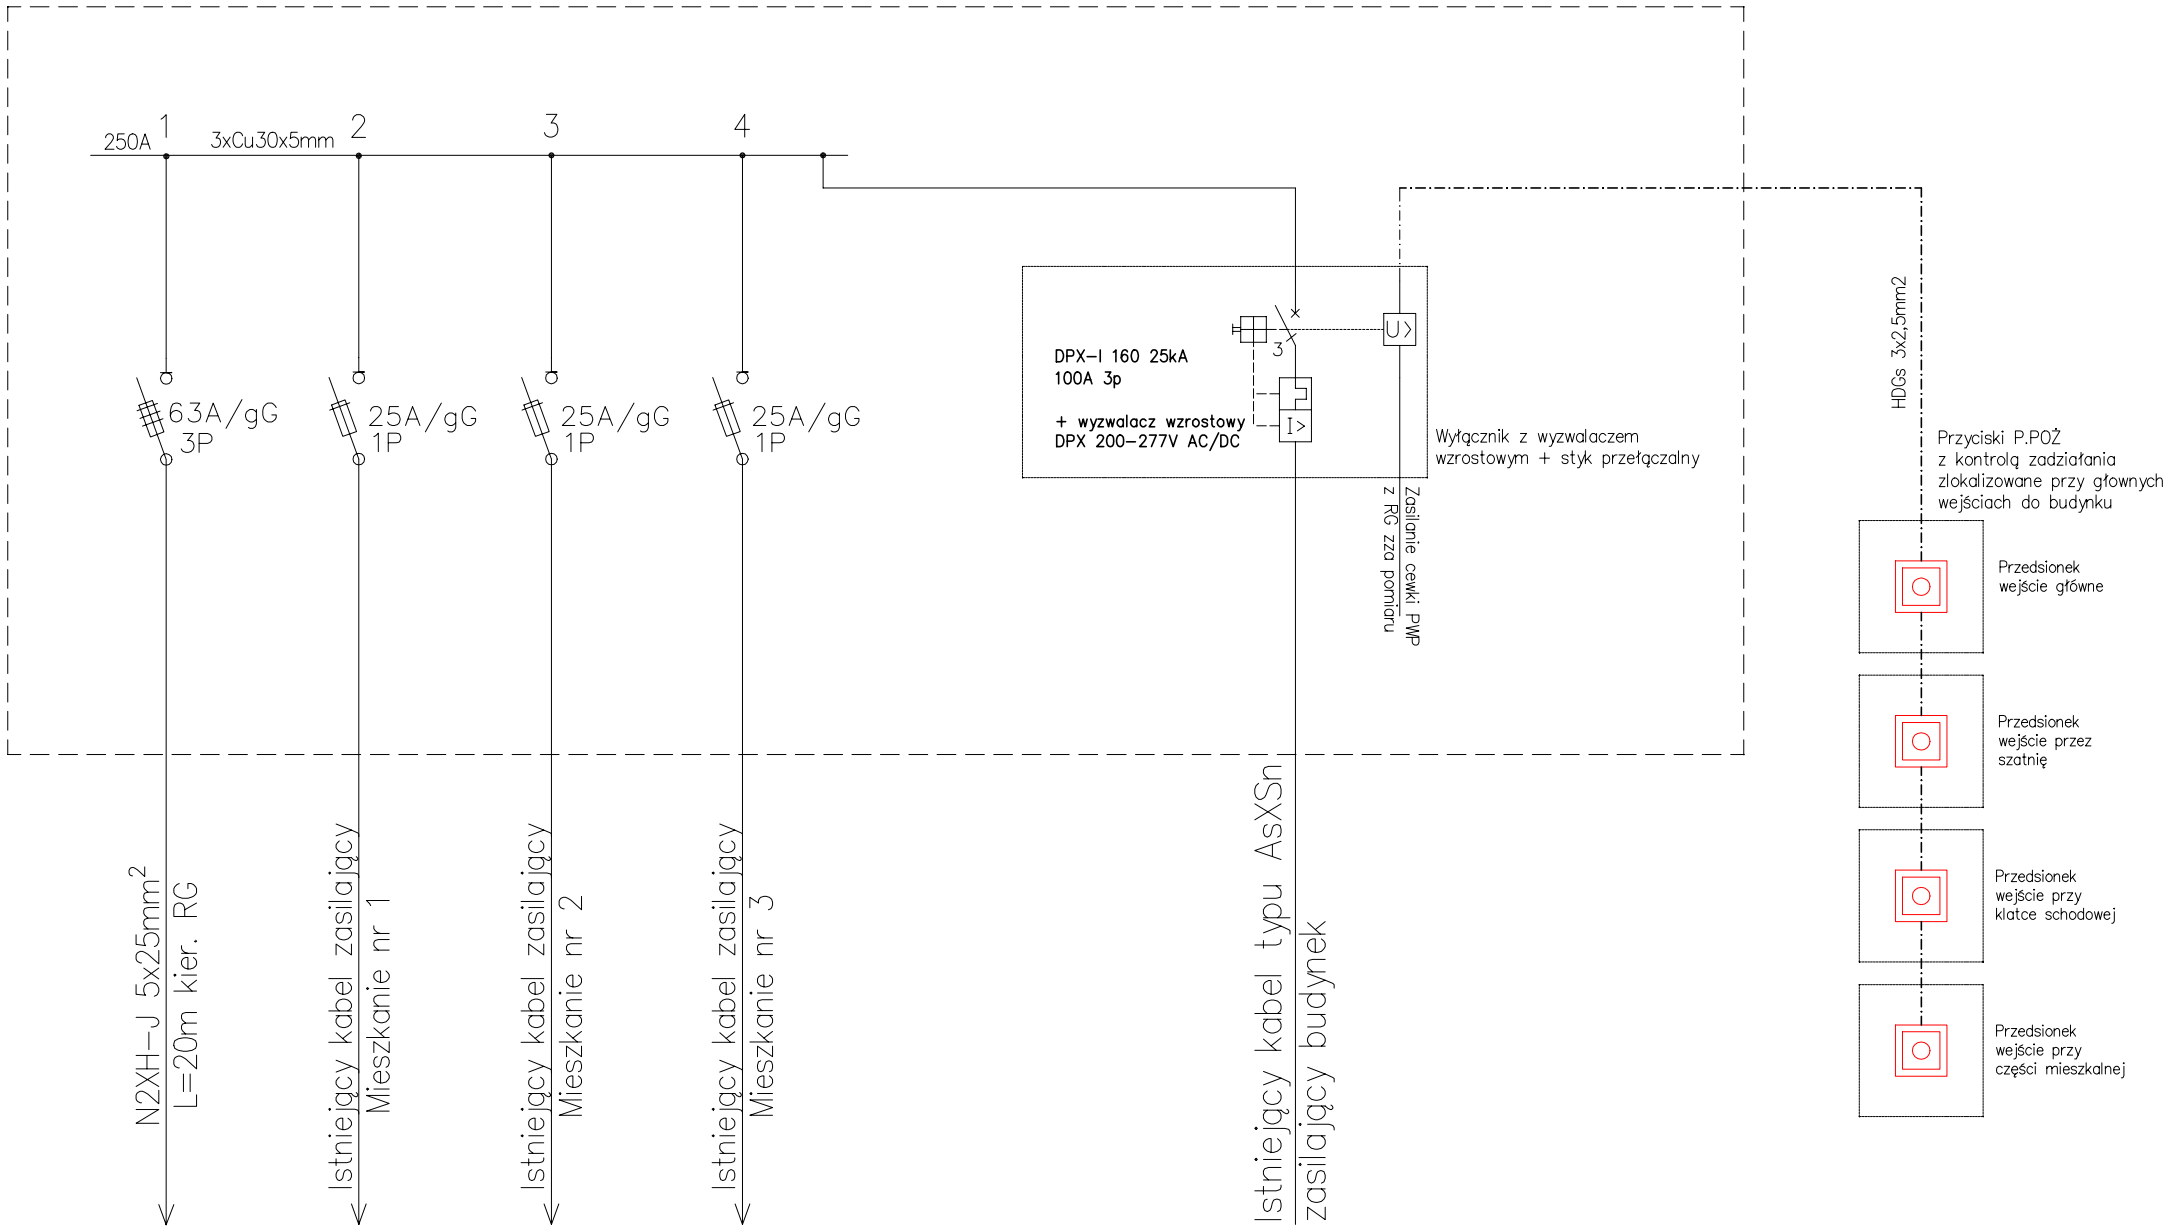 1
2
3
4
250A
3xCu30x5mm
63A/gG
3P
25A/gG
1P
25A/gG
1P
25A/gG
1P
DPX-I 160 25kA
100A 3p
+ wyzwalacz wzrostowy
DPX 200-277V AC/DC
3
U>
I>
Wyłącznik z wyzwalaczem
wzrostowym + styk przełączalny
Zasilanie cewki PWP
z RG zza pomiaru
HDGs 3x2,5mm2
Przyciski P.POŻ
z kontrolą zadziałania
zlokalizowane przy głownych
wejściach do budynku
Przedsionek
wejście główne
Przedsionek
wejście przez
szatnię
Przedsionek
wejście przy
klatce schodowej
Przedsionek
wejście przy
części mieszkalnej
N2XH-J 5x25mm²
L=20m kier. RG
Istniejący kabel zasilający
Mieszkanie nr 1
Istniejący kabel zasilający
Mieszkanie nr 2
Istniejący kabel zasilający
Mieszkanie nr 3
Istniejący kabel typu AsXSn
zasilający budynek